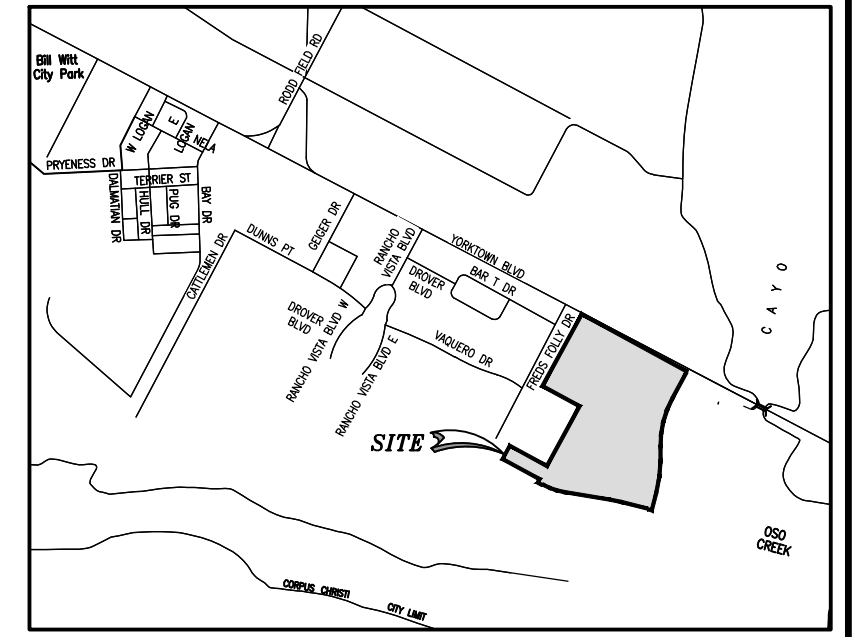 Bill Witt
City Park
RODD FIELD RD
W LOGAN
E
LOGAN
NELA
PRYENESS DR
TERRIER ST
DALMATIAN DR
HULL DR
PUG DR
BAY DR
CATTLEMEN DR
DUNNS PT
GEIGER DR
RANCHO
VISTA BLVD
YORKTOWN BLVD
DROVER
BLVD
BAR T DR
CAYO
DROVER
BLVD
RANCHO VISTA BLVD W
RANCHO VISTA BLVD E
VAQUERO DR
FREDS FOLLY DR
SITE
OSO
CREEK
CORPUS CHRISTI
CITY LIMIT